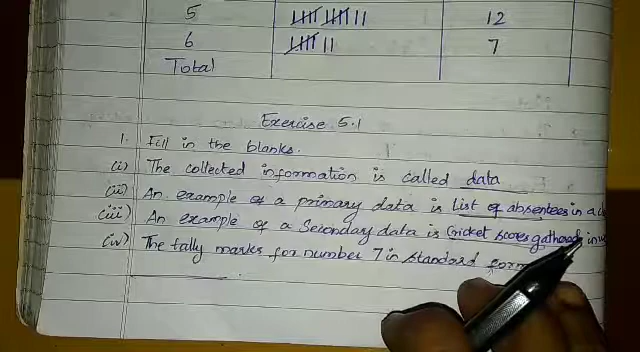 5 𝍸 𝍸 || 12
6 𝍸 || 7
Total
Exercise 5.1
1. Fill in the blanks.
(i) The collected information is called data
(ii) An example of a primary data is List of absentees in a
(iii) An example of a Secondary data is Cricket scores gathered in
(iv) The tally marks for number 7 in standard form